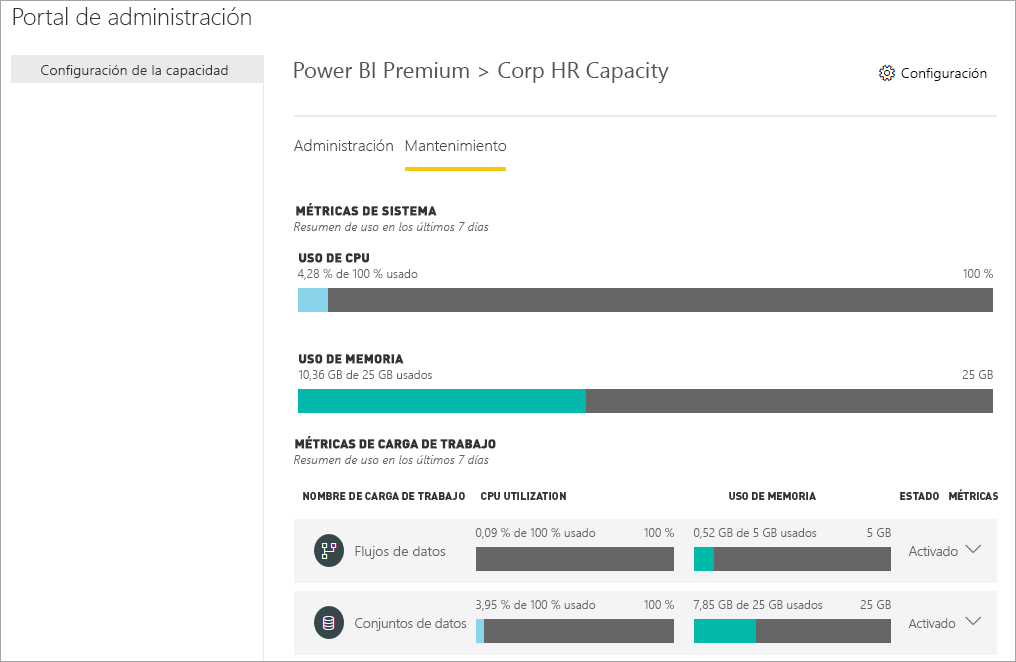 Portal de administración
Configuración de la capacidad
Power BI Premium > Corp HR Capacity
Configuración
Administración Mantenimiento
MÉTRICAS DE SISTEMA
Resumen de uso en los últimos 7 días
USO DE CPU
4,28 % de 100 % usado 100 %
USO DE MEMORIA
10,36 GB de 25 GB usados 25 GB
MÉTRICAS DE CARGA DE TRABAJO
Resumen de uso en los últimos 7 días
NOMBRE DE CARGA DE TRABAJO CPU UTILIZATION USO DE MEMORIA ESTADO MÉTRICAS
0,09 % de 100 % usado 100 % 0,52 GB de 5 GB usados 5 GB
Flujos de datos Activado
3,95 % de 100 % usado 100 % 7,85 GB de 25 GB usados 25 GB
Conjuntos de datos Activado